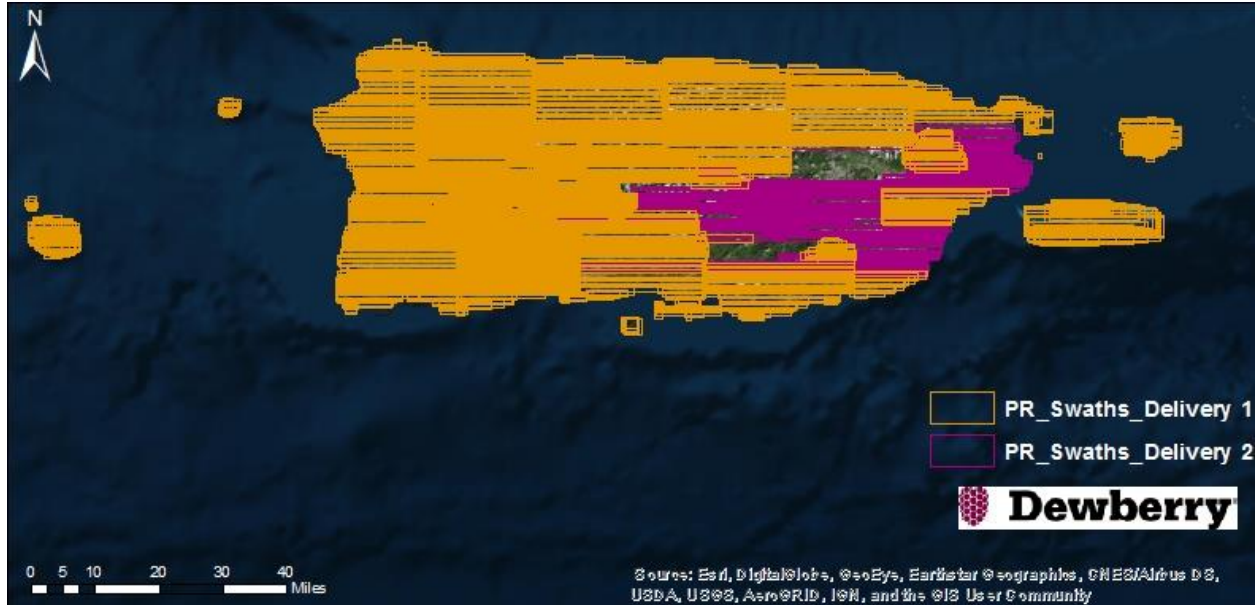 N
PR_Swaths_Delivery 1
PR_Swaths_Delivery 2
Dewberry
0 5 10 20 30 40
Miles
Source: Esri, DigitalGlobe, GeoEye, Earthstar Geographics, CNES/Airbus DS,
USDA, USGS, AeroGRID, IGN, and the GIS User Community